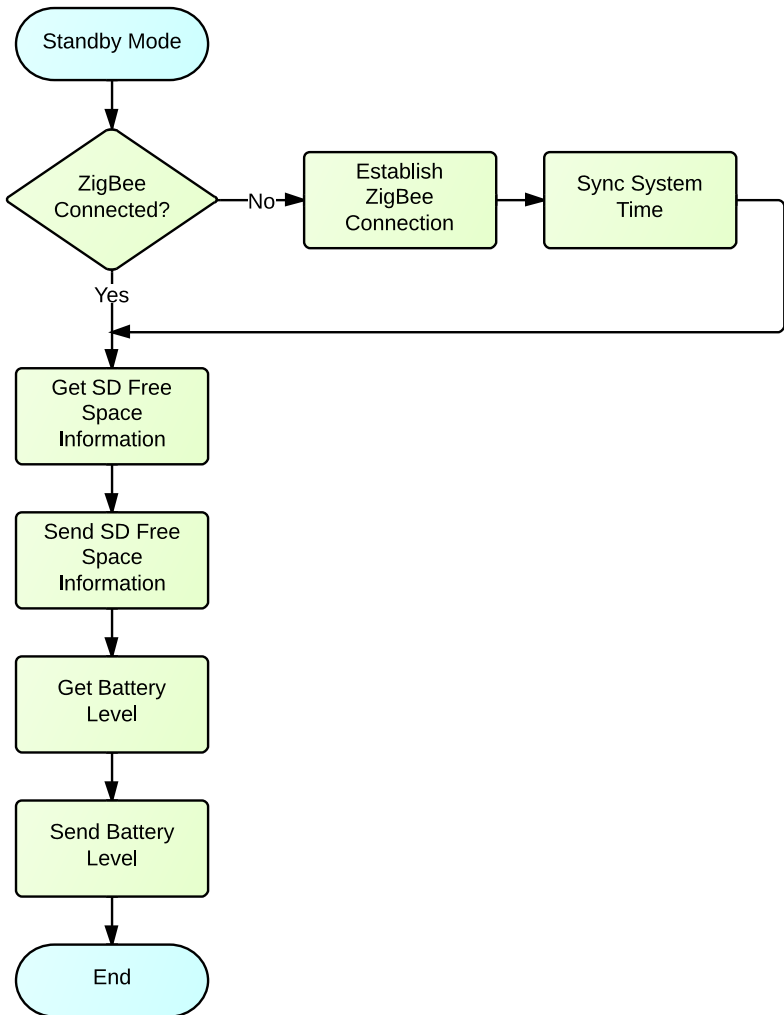 Standby Mode
ZigBee
Connected?
No
Establish
ZigBee
Connection
Sync System
Time
Yes
Get SD Free
Space
Information
Send SD Free
Space
Information
Get Battery
Level
Send Battery
Level
End